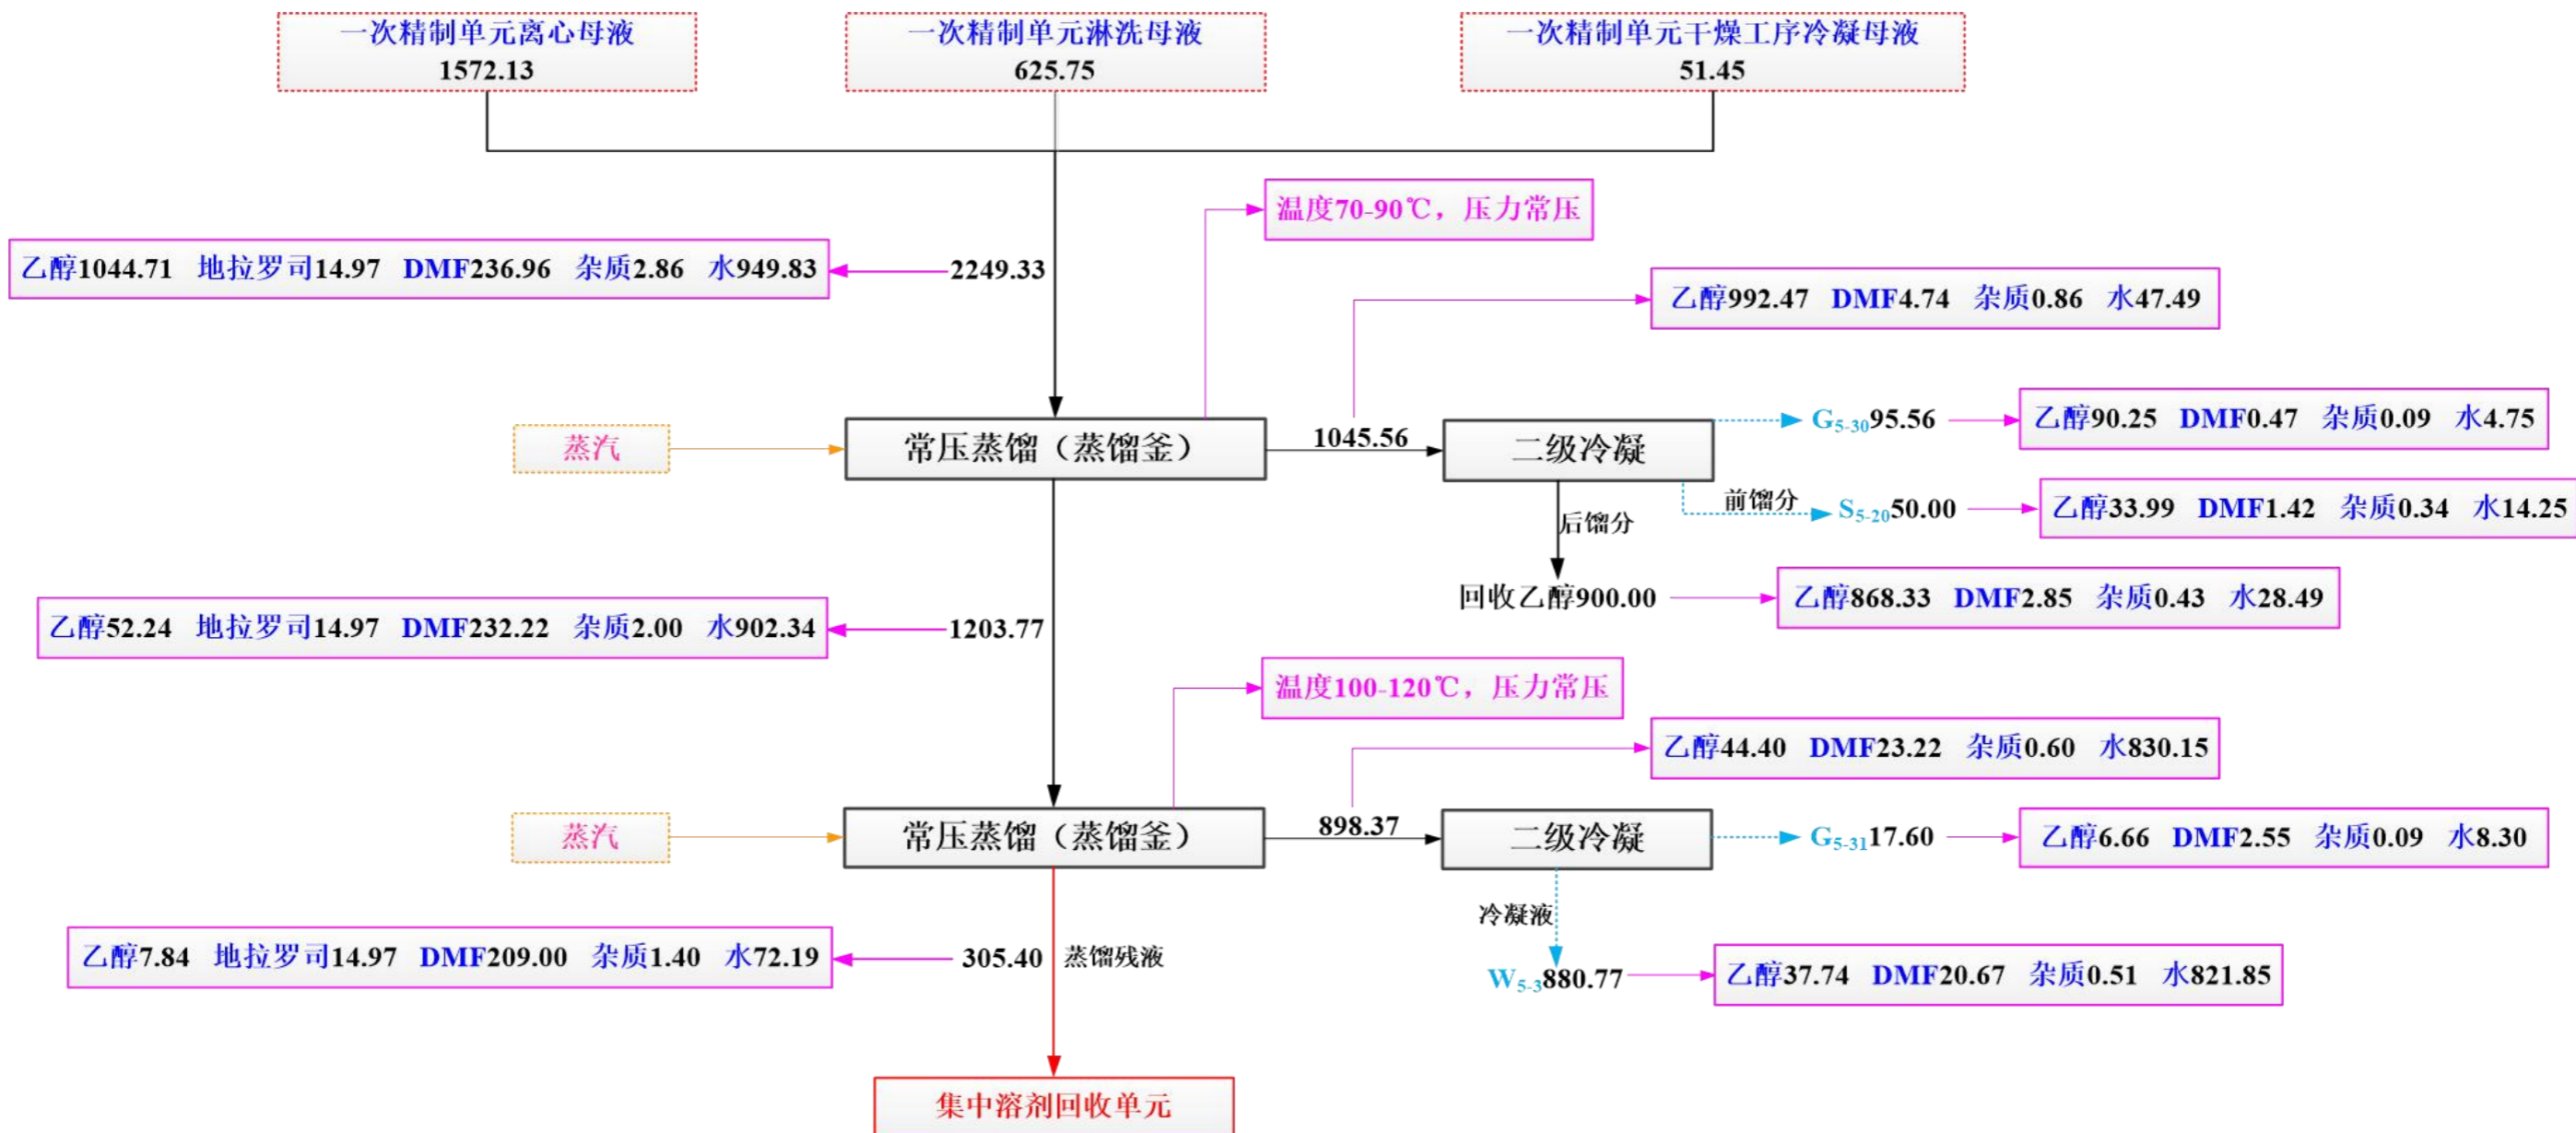 一次精制单元离心母液
1572.13
一次精制单元淋洗母液
625.75
一次精制单元干燥工序冷凝母液
51.45
温度70-90℃，压力常压
乙醇1044.71 地拉罗司14.97 DMF236.96 杂质2.86 水949.83
2249.33
乙醇992.47 DMF4.74 杂质0.86 水47.49
蒸汽
常压蒸馏（蒸馏釜）
1045.56
二级冷凝
G5-3095.56
乙醇90.25 DMF0.47 杂质0.09 水4.75
前馏分
S5-2050.00
乙醇33.99 DMF1.42 杂质0.34 水14.25
后馏分
回收乙醇900.00
乙醇868.33 DMF2.85 杂质0.43 水28.49
乙醇52.24 地拉罗司14.97 DMF232.22 杂质2.00 水902.34
1203.77
温度100-120℃，压力常压
乙醇44.40 DMF23.22 杂质0.60 水830.15
蒸汽
常压蒸馏（蒸馏釜）
898.37
二级冷凝
G5-3117.60
乙醇6.66 DMF2.55 杂质0.09 水8.30
冷凝液
W5-3880.77
乙醇37.74 DMF20.67 杂质0.51 水821.85
乙醇7.84 地拉罗司14.97 DMF209.00 杂质1.40 水72.19
305.40
蒸馏残液
集中溶剂回收单元